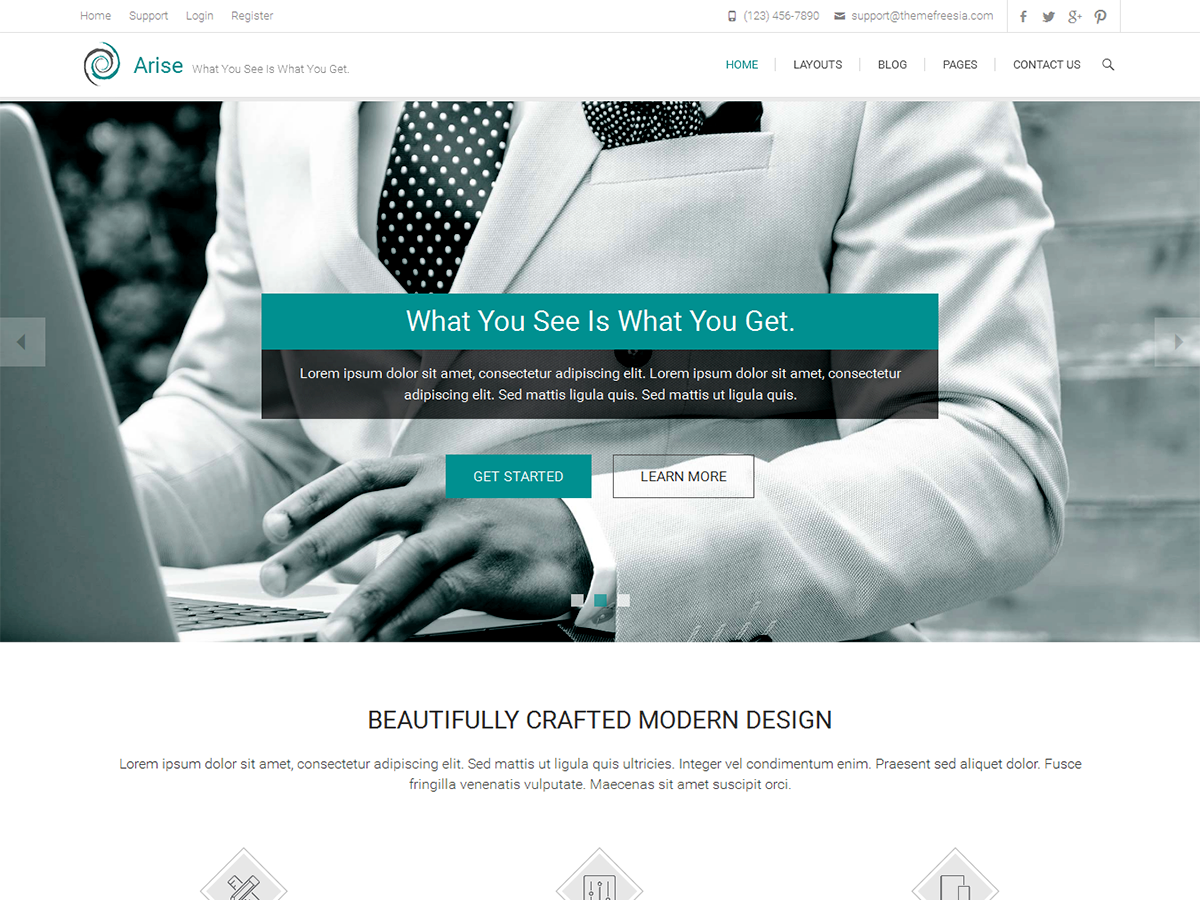 Home Support Login Register (123) 456-7890 support@themefreesia.com
Arise What You See Is What You Get. HOME LAYOUTS BLOG PAGES CONTACT US
What You See Is What You Get.
Lorem ipsum dolor sit amet, consectetur adipiscing elit. Lorem ipsum dolor sit amet, consectetur
adipiscing elit. Sed mattis ligula quis. Sed mattis ut ligula quis.
GET STARTED LEARN MORE
BEAUTIFULLY CRAFTED MODERN DESIGN
Lorem ipsum dolor sit amet, consectetur adipiscing elit. Sed mattis ut ligula quis ultricies. Integer vel condimentum enim. Praesent sed aliquet dolor. Fusce
fringilla venenatis vulputate. Maecenas sit amet suscipit orci.